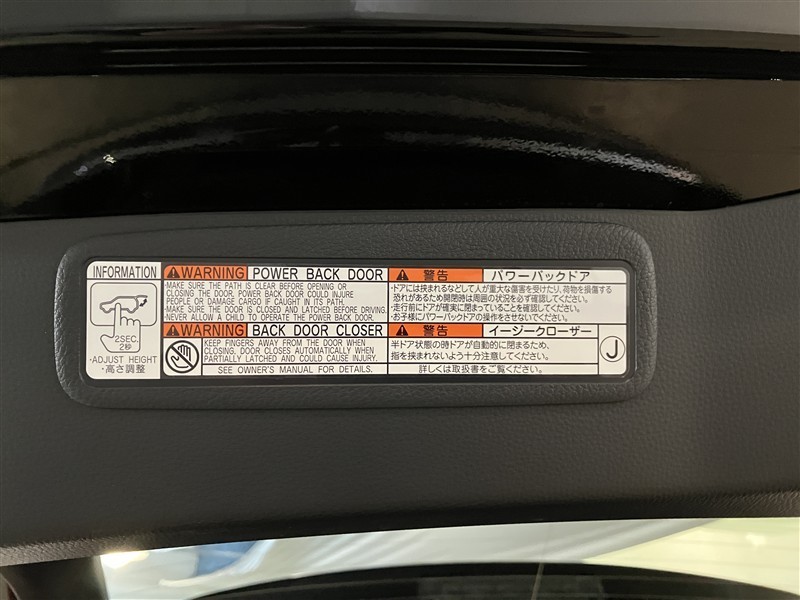 INFORMATION
2SEC.
2秒
・ADJUST HEIGHT
・高さ調整
WARNING POWER BACK DOOR
・MAKE SURE THE PATH IS CLEAR BEFORE OPENING OR
CLOSING THE DOOR. POWER BACK DOOR COULD INJURE
PEOPLE OR DAMAGE CARGO IF CAUGHT IN ITS PATH.
・MAKE SURE THE DOOR IS CLOSED AND LATCHED BEFORE DRIVING.
・NEVER ALLOW A CHILD TO OPERATE THE POWER BACK DOOR.
WARNING BACK DOOR CLOSER
KEEP FINGERS AWAY FROM THE DOOR WHEN
CLOSING. DOOR CLOSES AUTOMATICALLY WHEN
PARTIALLY LATCHED AND COULD CAUSE INJURY.
SEE OWNER'S MANUAL FOR DETAILS.
警告 パワーバックドア
・ドアには挟まれるなどして人が重大な傷害を受けたり、荷物を損傷する
恐れがあるため開閉時は周囲の状況を必ず確認してください。
・走行前にドアが確実に閉まっていることを確認してください。
・お子様にパワーバックドアの操作をさせないでください。
警告 イージークローザー
半ドア状態の時ドアが自動的に閉まるため、
指を挟まれないよう十分注意してください。
詳しくは取扱書をご覧ください。
J